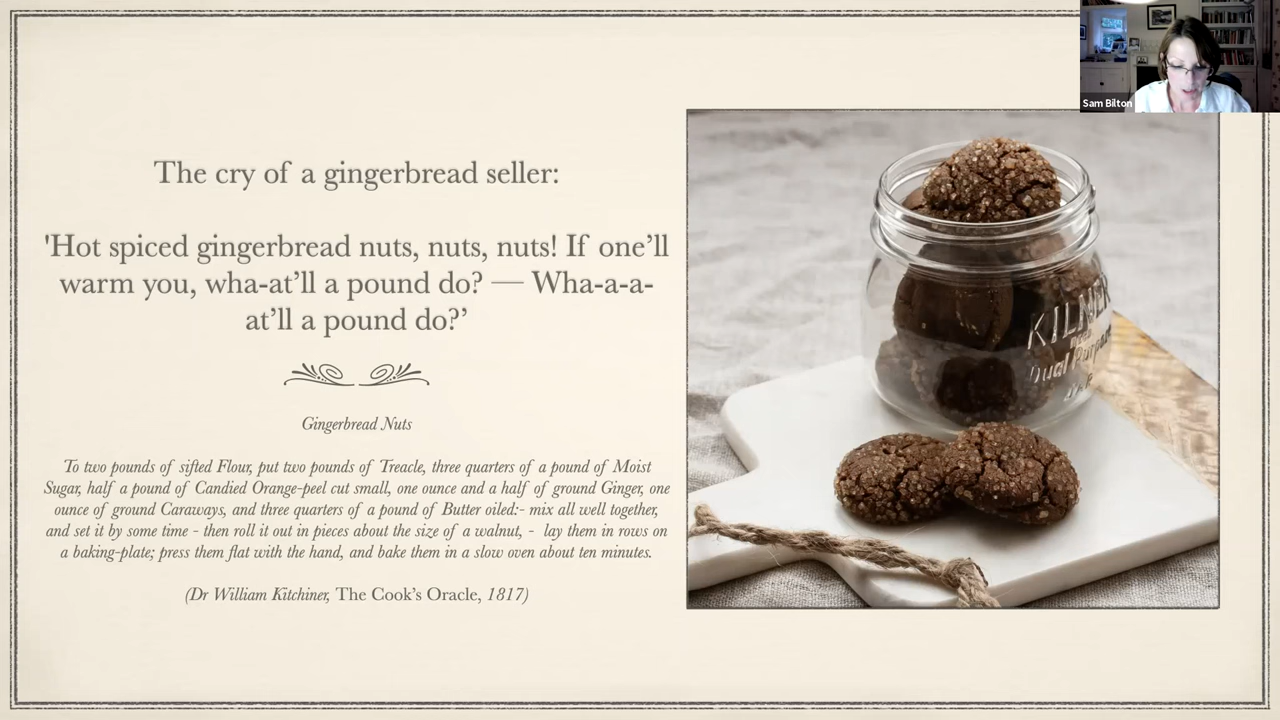 Sam Bilton
The cry of a gingerbread seller:
'Hot spiced gingerbread nuts, nuts, nuts! If one’ll
warm you, wha-at’ll a pound do? — Wha-a-a-
at’ll a pound do?’
Gingerbread Nuts
To two pounds of sifted Flour, put two pounds of Treacle, three quarters of a pound of Moist
Sugar, half a pound of Candied Orange-peel cut small, one ounce and a half of ground Ginger, one
ounce of ground Caraways, and three quarters of a pound of Butter oiled:- mix all well together,
and set it by some time - then roll it out in pieces about the size of a walnut, - lay them in rows on
a baking-plate; press them flat with the hand, and bake them in a slow oven about ten minutes.
(Dr William Kitchiner, The Cook’s Oracle, 1817)
KILNER
Dual Purpose